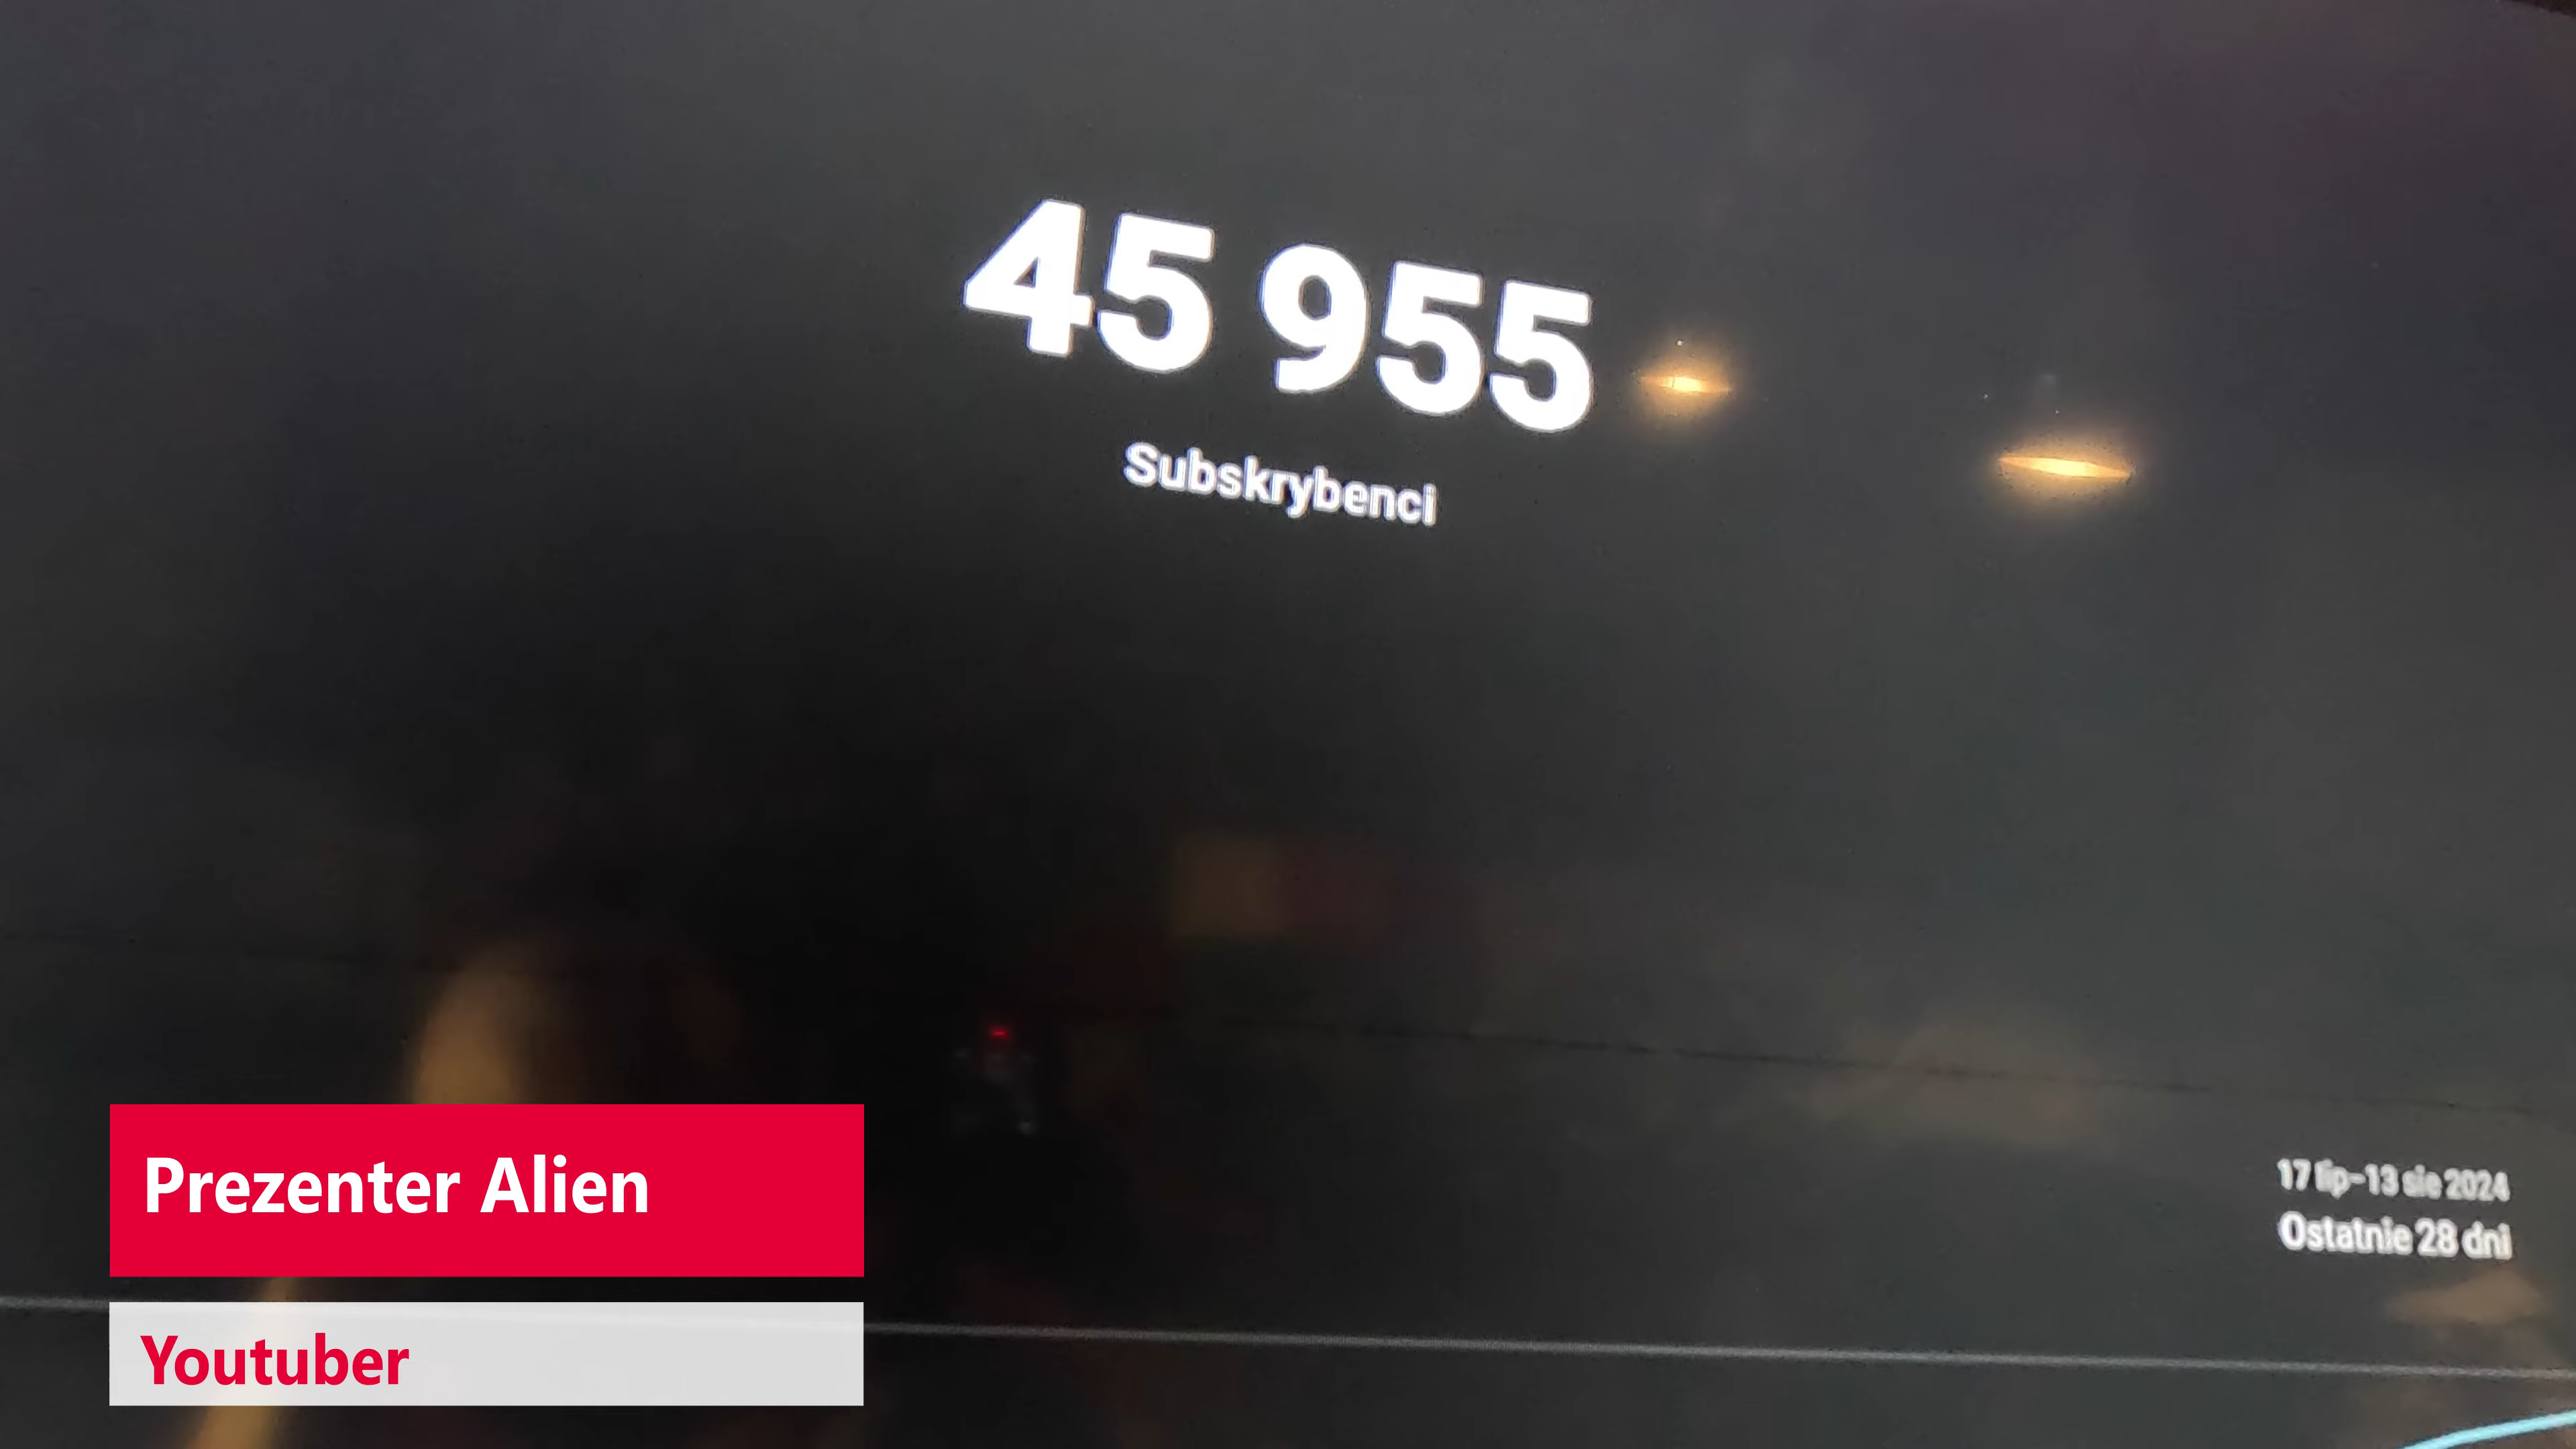 45 955
Subskrybenci
17 lip–13 sie 2024
Ostatnie 28 dni
Prezenter Alien
Youtuber